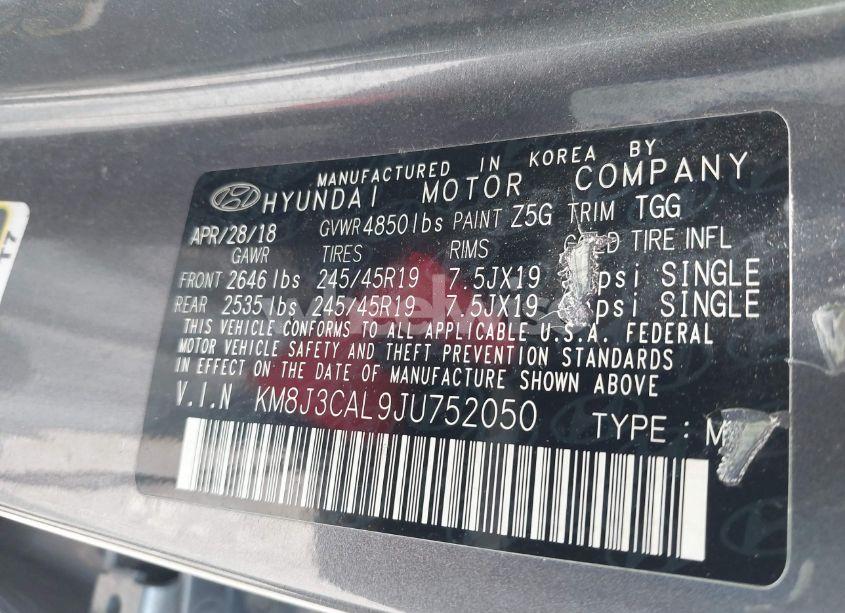 MANUFACTURED IN KOREA BY
HYUNDAI MOTOR COMPANY
APR/28/18 GVWR 4850lbs PAINT Z5G TRIM TGG
GAWR TIRES RIMS TIRE INFL
FRONT 2646 lbs 245/45R19 7.5JX19 psi SINGLE
REAR 2535 lbs 245/45R19 7.5JX19 psi SINGLE
THIS VEHICLE CONFORMS TO ALL APPLICABLE U.S.A. FEDERAL
MOTOR VEHICLE SAFETY AND THEFT PREVENTION STANDARDS
IN EFFECT ON THE DATE OF MANUFACTURE SHOWN ABOVE
V.I.N KM8J3CAL9JU752050 TYPE : M
17